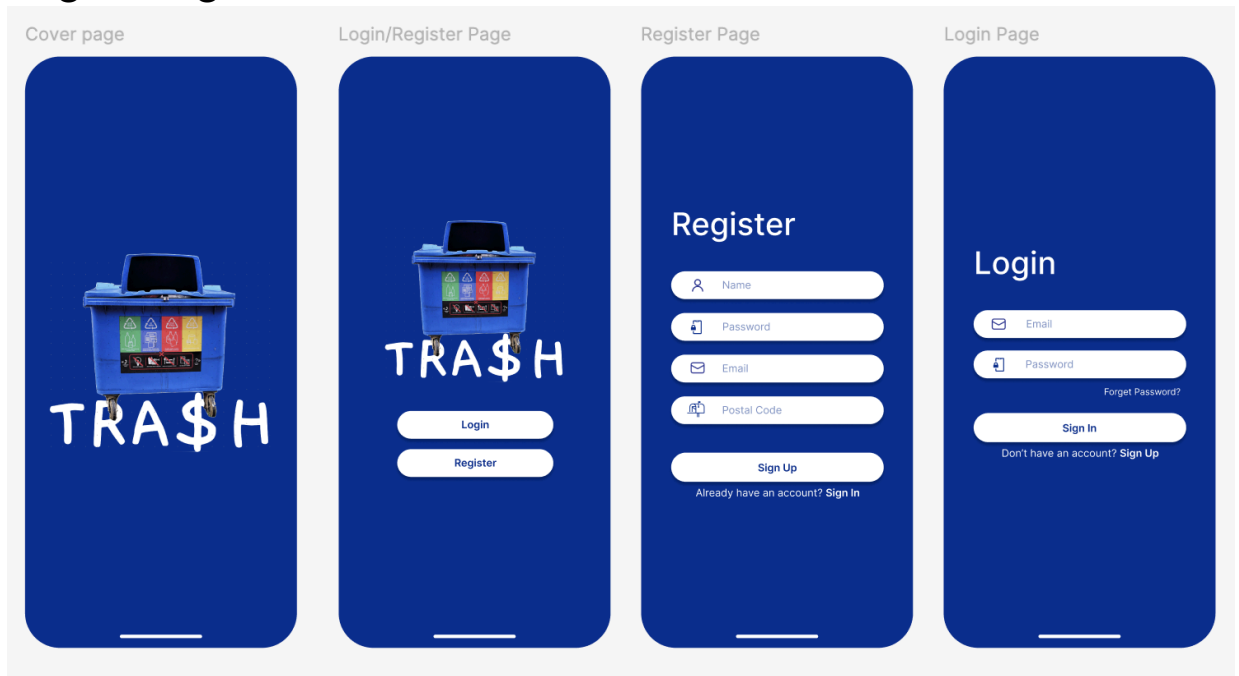 Cover page
TRA$H
Login/Register Page
TRA$H
Login
Register
Register Page
Register
Name
Password
Email
Postal Code
Sign Up
Already have an account? Sign In
Login Page
Login
Email
Password
Forget Password?
Sign In
Don't have an account? Sign Up